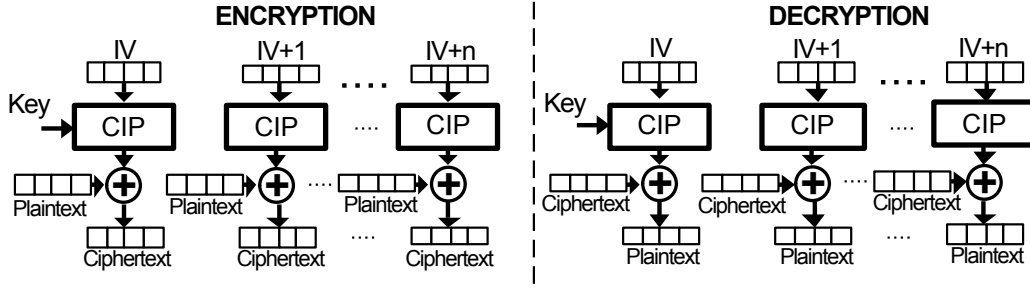 ENCRYPTION
IV IV+1 .... IV+n
Key CIP CIP .... CIP
Plaintext Plaintext .... Plaintext
Ciphertext Ciphertext .... Ciphertext
DECRYPTION
IV IV+1 .... IV+n
Key CIP CIP .... CIP
Ciphertext Ciphertext .... Ciphertext
Plaintext Plaintext .... Plaintext